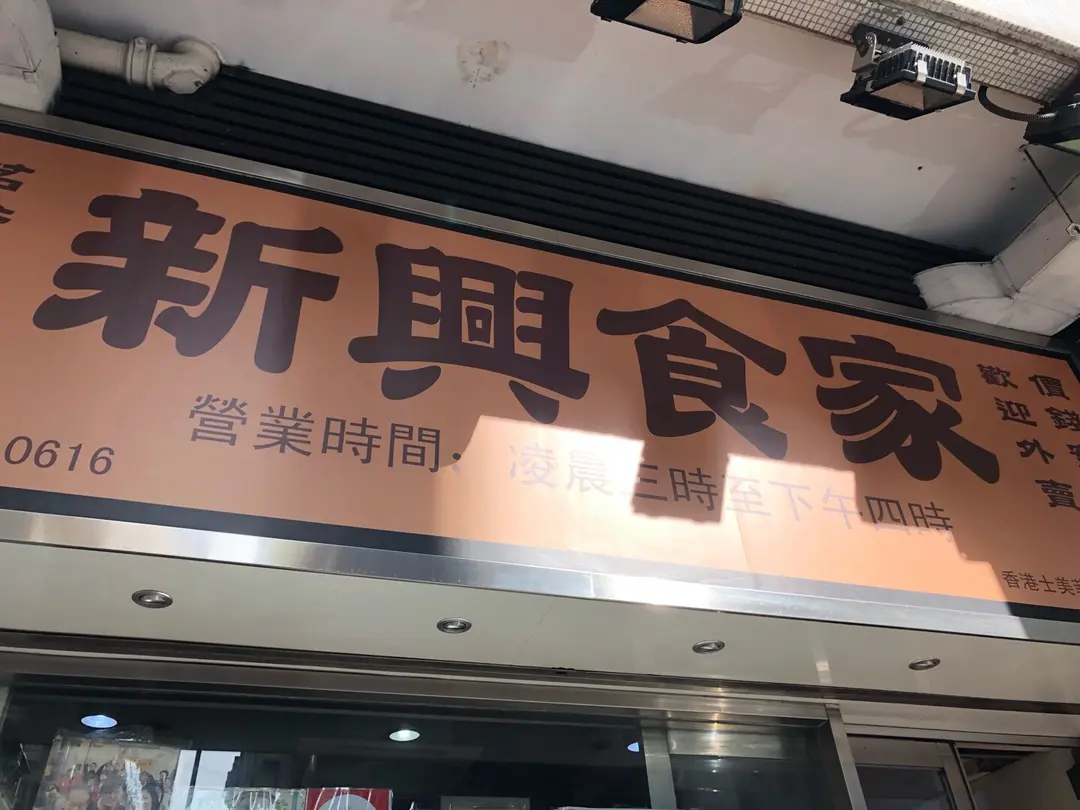 茗
新興食家
0616
營業時間：凌晨三時至下午四時
歡迎外賣
價錢
香港士美